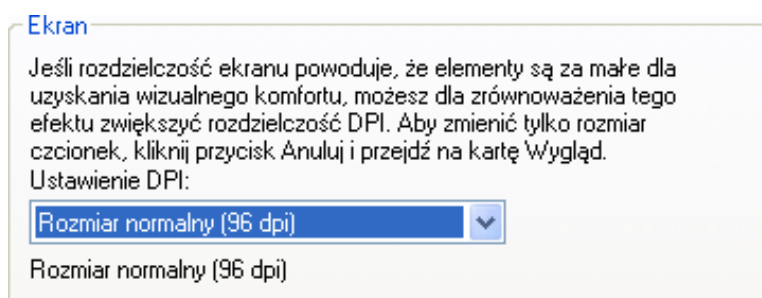 Ekran
Jeśli rozdzielczość ekranu powoduje, że elementy są za małe dla
uzyskania wizualnego komfortu, możesz dla zrównoważenia tego
efektu zwiększyć rozdzielczość DPI. Aby zmienić tylko rozmiar
czcionek, kliknij przycisk Anuluj i przejdź na kartę Wygląd.
Ustawienie DPI:
Rozmiar normalny (96 dpi)
Rozmiar normalny (96 dpi)